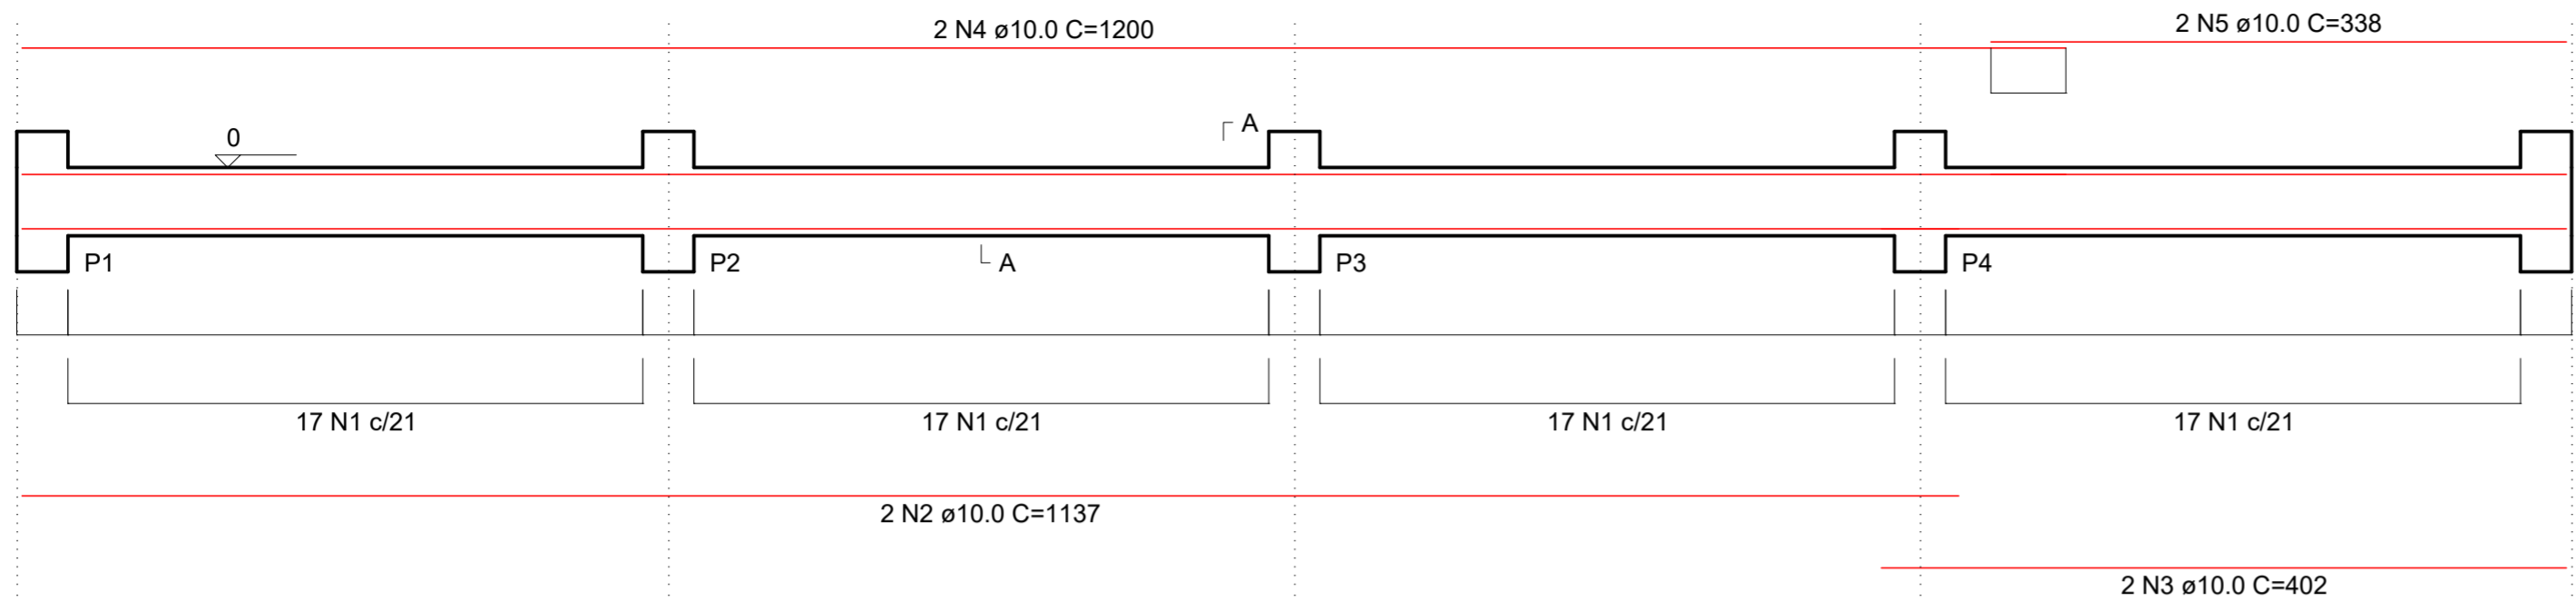 2 N4 ø10.0 C=1200
2 N5 ø10.0 C=338
0
A
P1
P2
A
P3
P4
17 N1 c/21
17 N1 c/21
17 N1 c/21
17 N1 c/21
2 N2 ø10.0 C=1137
2 N3 ø10.0 C=402